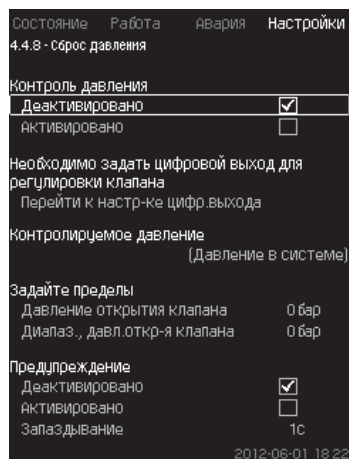 Состояние Работа Авария Настройки
4.4.8 - Сброс давления
Контроль давления
Деактивировано
Активировано
Необходимо задать цифровой выход для
регулировки клапана
Перейти к настр-ке цифр.выхода
Контролируемое давление
(Давление в системе)
Задайте пределы
Давление открытия клапана 0 бар
Диапаз., давл.откр-я клапана 0 бар
Предупреждение
Деактивировано
Активировано
Запаздывание 1с
2012-06-01 18:22